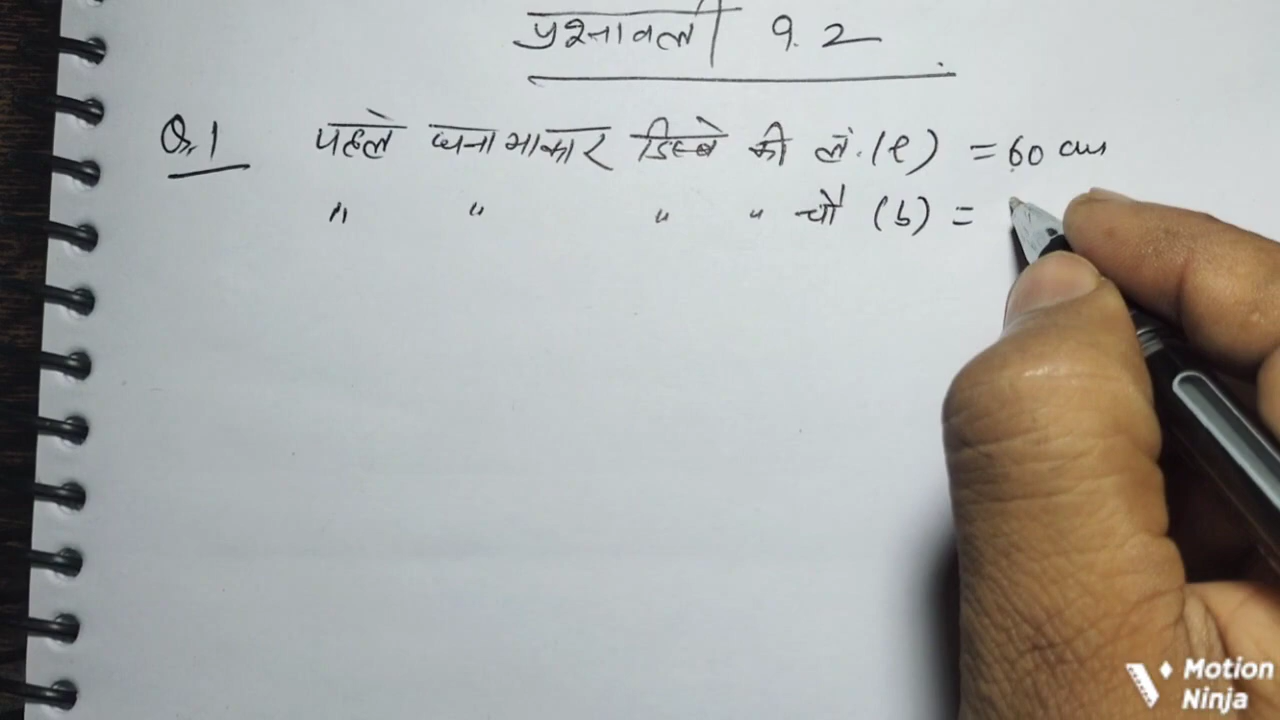 प्रश्नावली 9.2
Q.1 पहले घनाभाकार डिब्बे की लं. (l) = 60 cm
" " " " चौ (b) =
Motion
Ninja